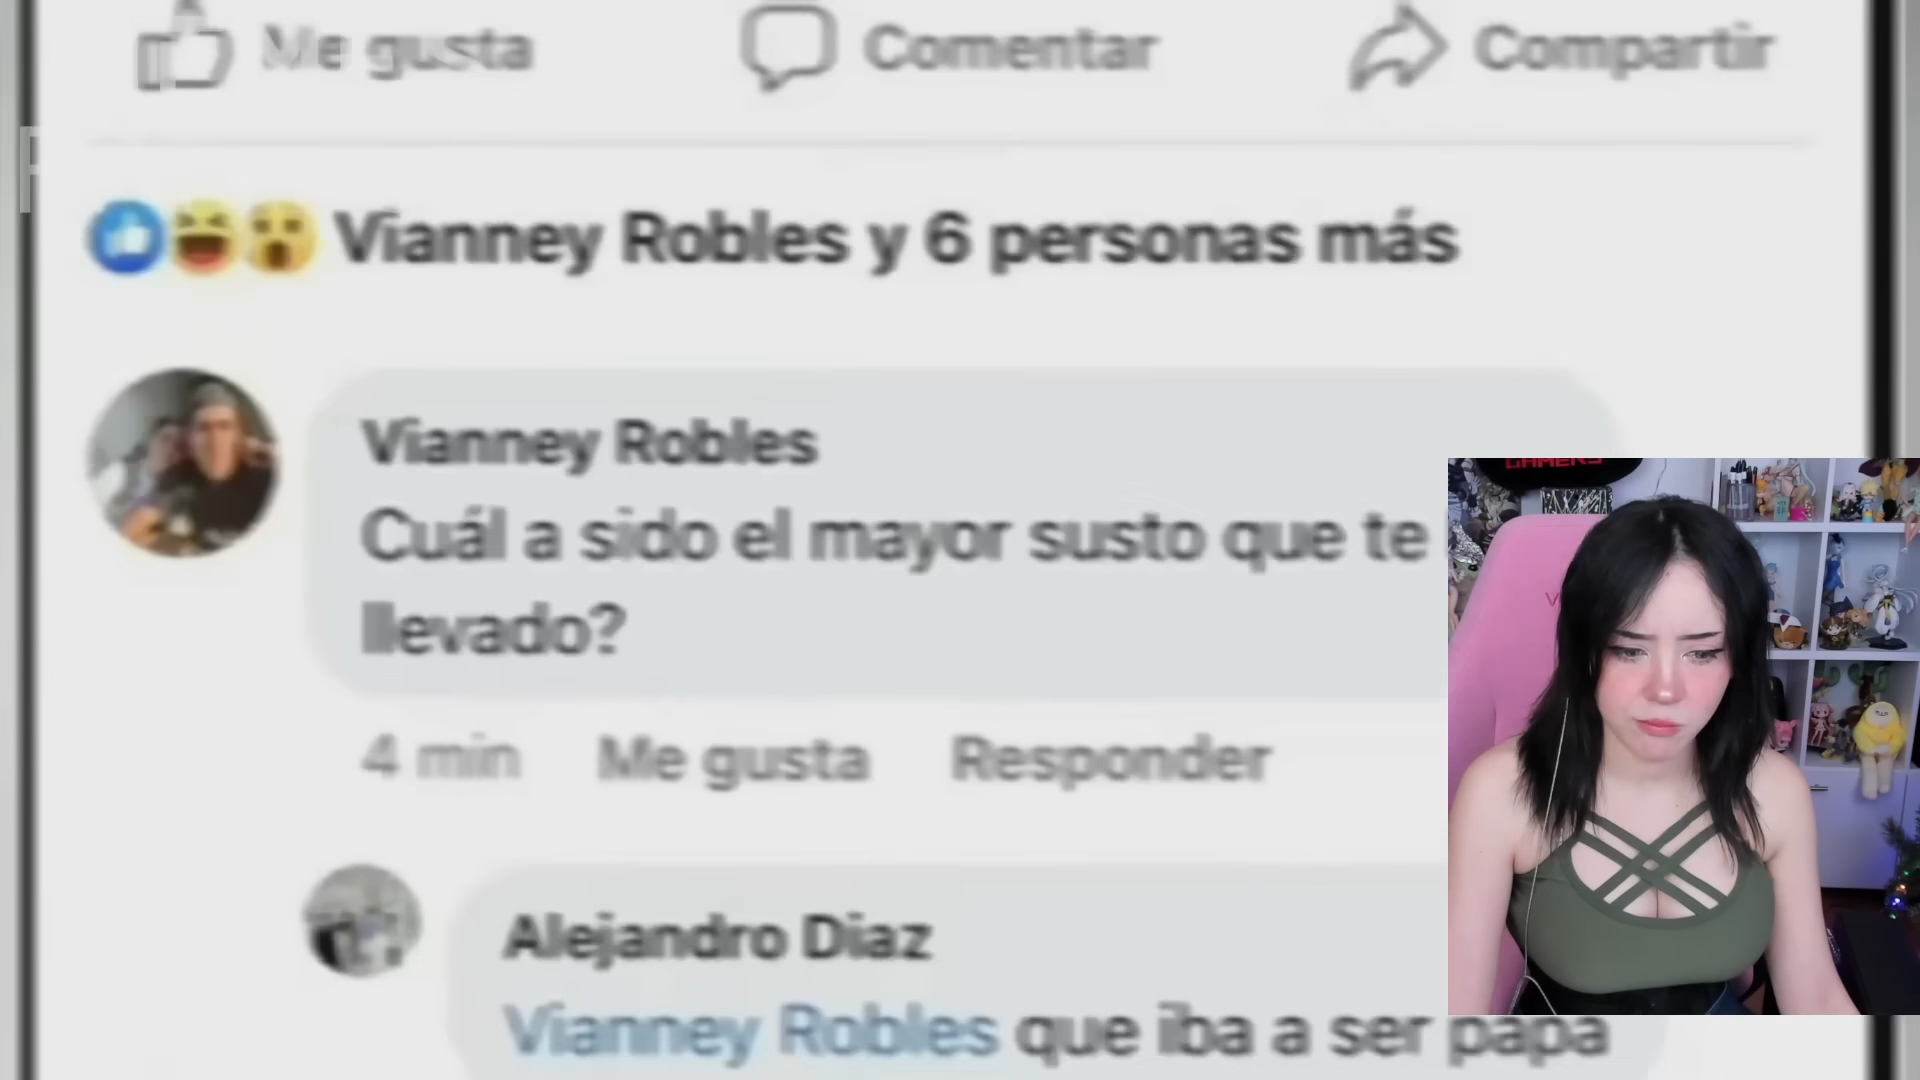 Me gusta
Comentar
Compartir
Vianney Robles y 6 personas más
Vianney Robles
Cuál a sido el mayor susto que te
llevado?
4 min Me gusta Responder
Alejandro Diaz
Vianney Robles que iba a ser papa
GAMERS